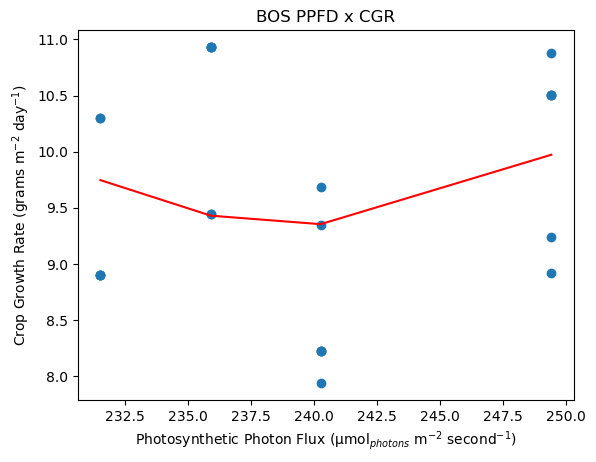 BOS PPFD x CGR
11.0
10.5
10.0
9.5
9.0
8.5
8.0
Crop Growth Rate (grams m⁻² day⁻¹)
232.5 235.0 237.5 240.0 242.5 245.0 247.5 250.0
Photosynthetic Photon Flux (μmolₚₕₒₜₒₙₛ m⁻² second⁻¹)